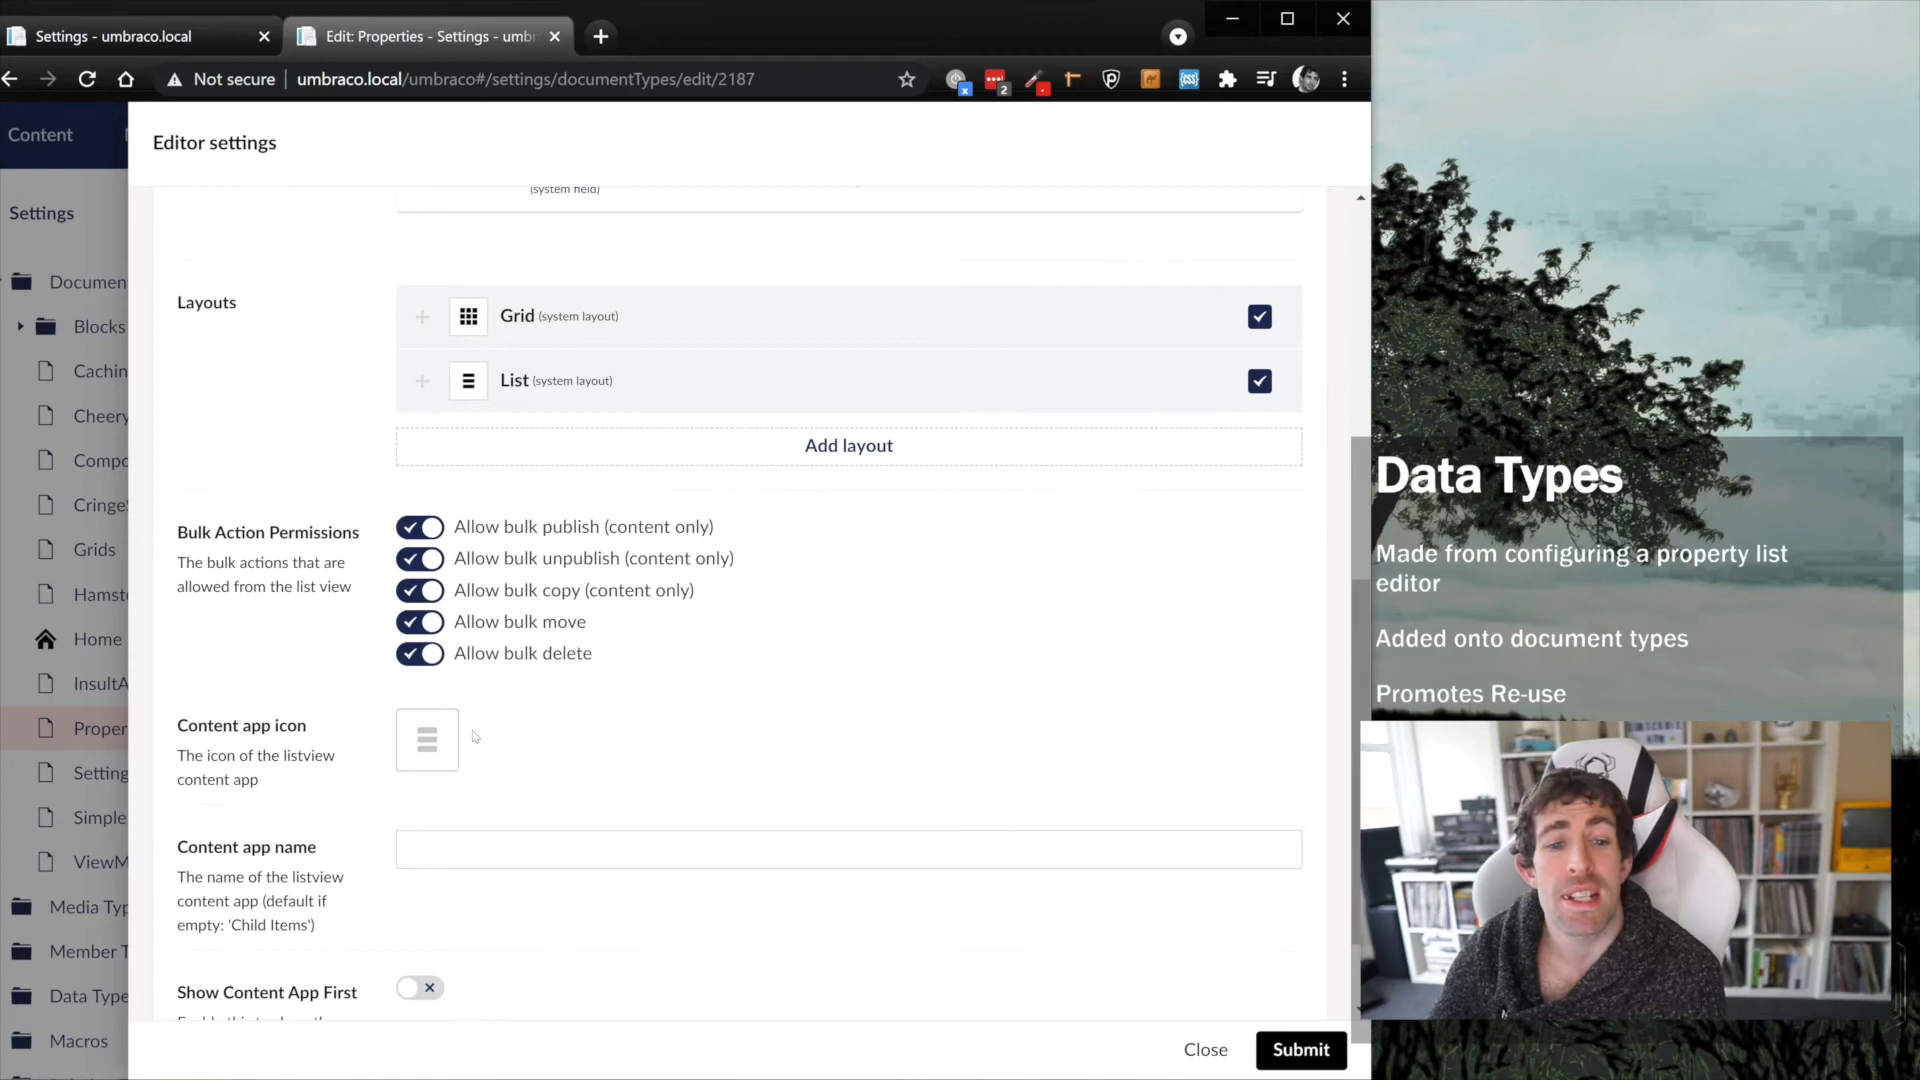 Settings - umbraco.local
Edit: Properties - Settings - umbr
Not secure
umbraco.local/umbraco#/settings/documentTypes/edit/2187
x
2
{css}
Content
Editor settings
Settings
(system field)
Documen
Blocks
Cachin
Cheery
Compo
Cringe
Grids
Hamst
Home
InsultA
Proper
Setting
Simple
ViewM
Media Typ
Member T
Data Type
Macros
Layouts
Grid (system layout)
List (system layout)
Add layout
Bulk Action Permissions
The bulk actions that are
allowed from the list view
Allow bulk publish (content only)
Allow bulk unpublish (content only)
Allow bulk copy (content only)
Allow bulk move
Allow bulk delete
Content app icon
The icon of the listview
content app
Content app name
The name of the listview
content app (default if
empty: 'Child Items')
Show Content App First
Close
Submit
Data Types
Made from configuring a property list
editor
Added onto document types
Promotes Re-use